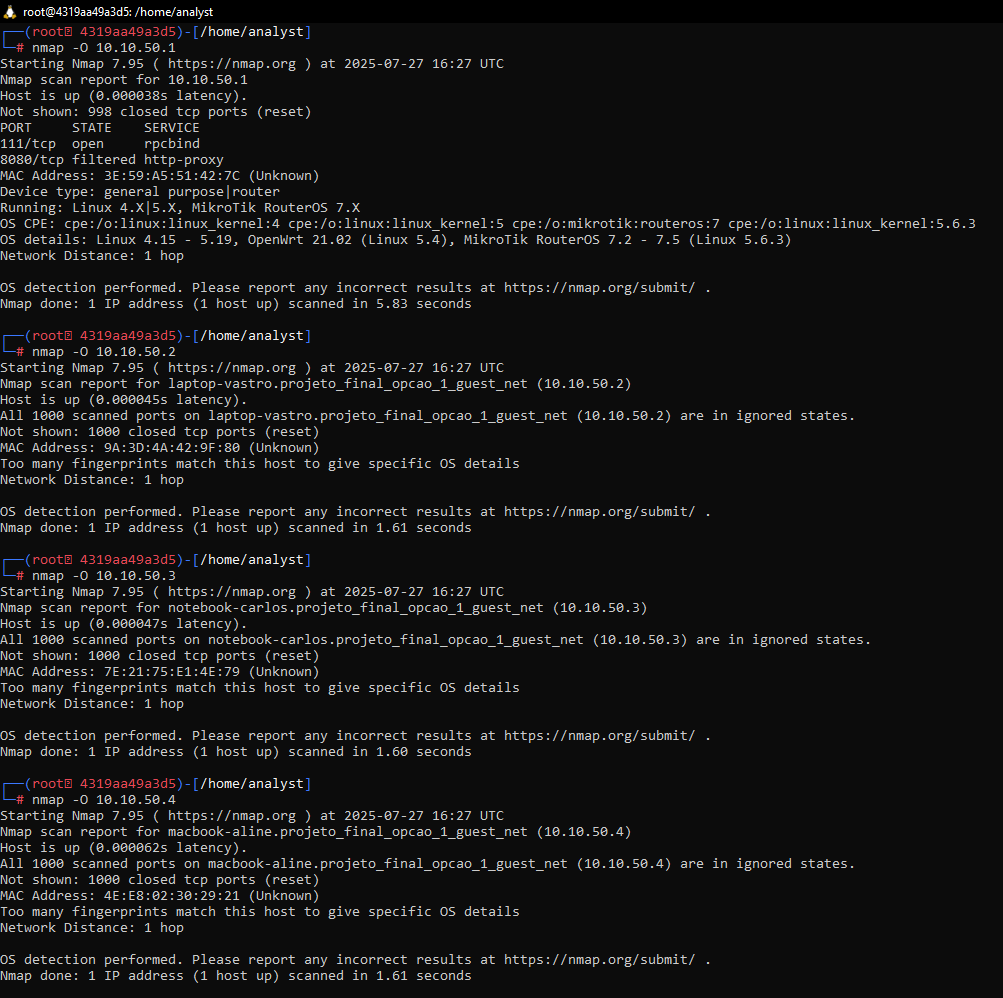 root@4319aa49a3d5: /home/analyst
┌──(root 4319aa49a3d5)-[/home/analyst]
└─# nmap -O 10.10.50.1
Starting Nmap 7.95 ( https://nmap.org ) at 2025-07-27 16:27 UTC
Nmap scan report for 10.10.50.1
Host is up (0.000038s latency).
Not shown: 998 closed tcp ports (reset)
PORT     STATE    SERVICE
111/tcp  open     rpcbind
8080/tcp filtered http-proxy
MAC Address: 3E:59:A5:51:42:7C (Unknown)
Device type: general purpose|router
Running: Linux 4.X|5.X, MikroTik RouterOS 7.X
OS CPE: cpe:/o:linux:linux_kernel:4 cpe:/o:linux:linux_kernel:5 cpe:/o:mikrotik:routeros:7 cpe:/o:linux:linux_kernel:5.6.3
OS details: Linux 4.15 - 5.19, OpenWrt 21.02 (Linux 5.4), MikroTik RouterOS 7.2 - 7.5 (Linux 5.6.3)
Network Distance: 1 hop
OS detection performed. Please report any incorrect results at https://nmap.org/submit/ .
Nmap done: 1 IP address (1 host up) scanned in 5.83 seconds
┌──(root 4319aa49a3d5)-[/home/analyst]
└─# nmap -O 10.10.50.2
Starting Nmap 7.95 ( https://nmap.org ) at 2025-07-27 16:27 UTC
Nmap scan report for laptop-vastro.projeto_final_opcao_1_guest_net (10.10.50.2)
Host is up (0.000045s latency).
All 1000 scanned ports on laptop-vastro.projeto_final_opcao_1_guest_net (10.10.50.2) are in ignored states.
Not shown: 1000 closed tcp ports (reset)
MAC Address: 9A:3D:4A:42:9F:80 (Unknown)
Too many fingerprints match this host to give specific OS details
Network Distance: 1 hop
OS detection performed. Please report any incorrect results at https://nmap.org/submit/ .
Nmap done: 1 IP address (1 host up) scanned in 1.61 seconds
┌──(root 4319aa49a3d5)-[/home/analyst]
└─# nmap -O 10.10.50.3
Starting Nmap 7.95 ( https://nmap.org ) at 2025-07-27 16:27 UTC
Nmap scan report for notebook-carlos.projeto_final_opcao_1_guest_net (10.10.50.3)
Host is up (0.000047s latency).
All 1000 scanned ports on notebook-carlos.projeto_final_opcao_1_guest_net (10.10.50.3) are in ignored states.
Not shown: 1000 closed tcp ports (reset)
MAC Address: 7E:21:75:E1:4E:79 (Unknown)
Too many fingerprints match this host to give specific OS details
Network Distance: 1 hop
OS detection performed. Please report any incorrect results at https://nmap.org/submit/ .
Nmap done: 1 IP address (1 host up) scanned in 1.60 seconds
┌──(root 4319aa49a3d5)-[/home/analyst]
└─# nmap -O 10.10.50.4
Starting Nmap 7.95 ( https://nmap.org ) at 2025-07-27 16:27 UTC
Nmap scan report for macbook-aline.projeto_final_opcao_1_guest_net (10.10.50.4)
Host is up (0.000062s latency).
All 1000 scanned ports on macbook-aline.projeto_final_opcao_1_guest_net (10.10.50.4) are in ignored states.
Not shown: 1000 closed tcp ports (reset)
MAC Address: 4E:E8:02:30:29:21 (Unknown)
Too many fingerprints match this host to give specific OS details
Network Distance: 1 hop
OS detection performed. Please report any incorrect results at https://nmap.org/submit/ .
Nmap done: 1 IP address (1 host up) scanned in 1.61 seconds